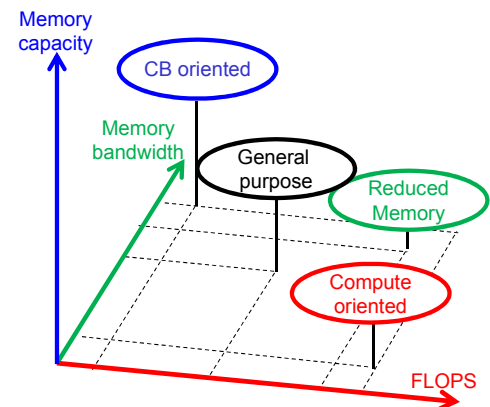 Memory
capacity
CB oriented
Memory
bandwidth
General
purpose
Reduced
Memory
Compute
oriented
FLOPS